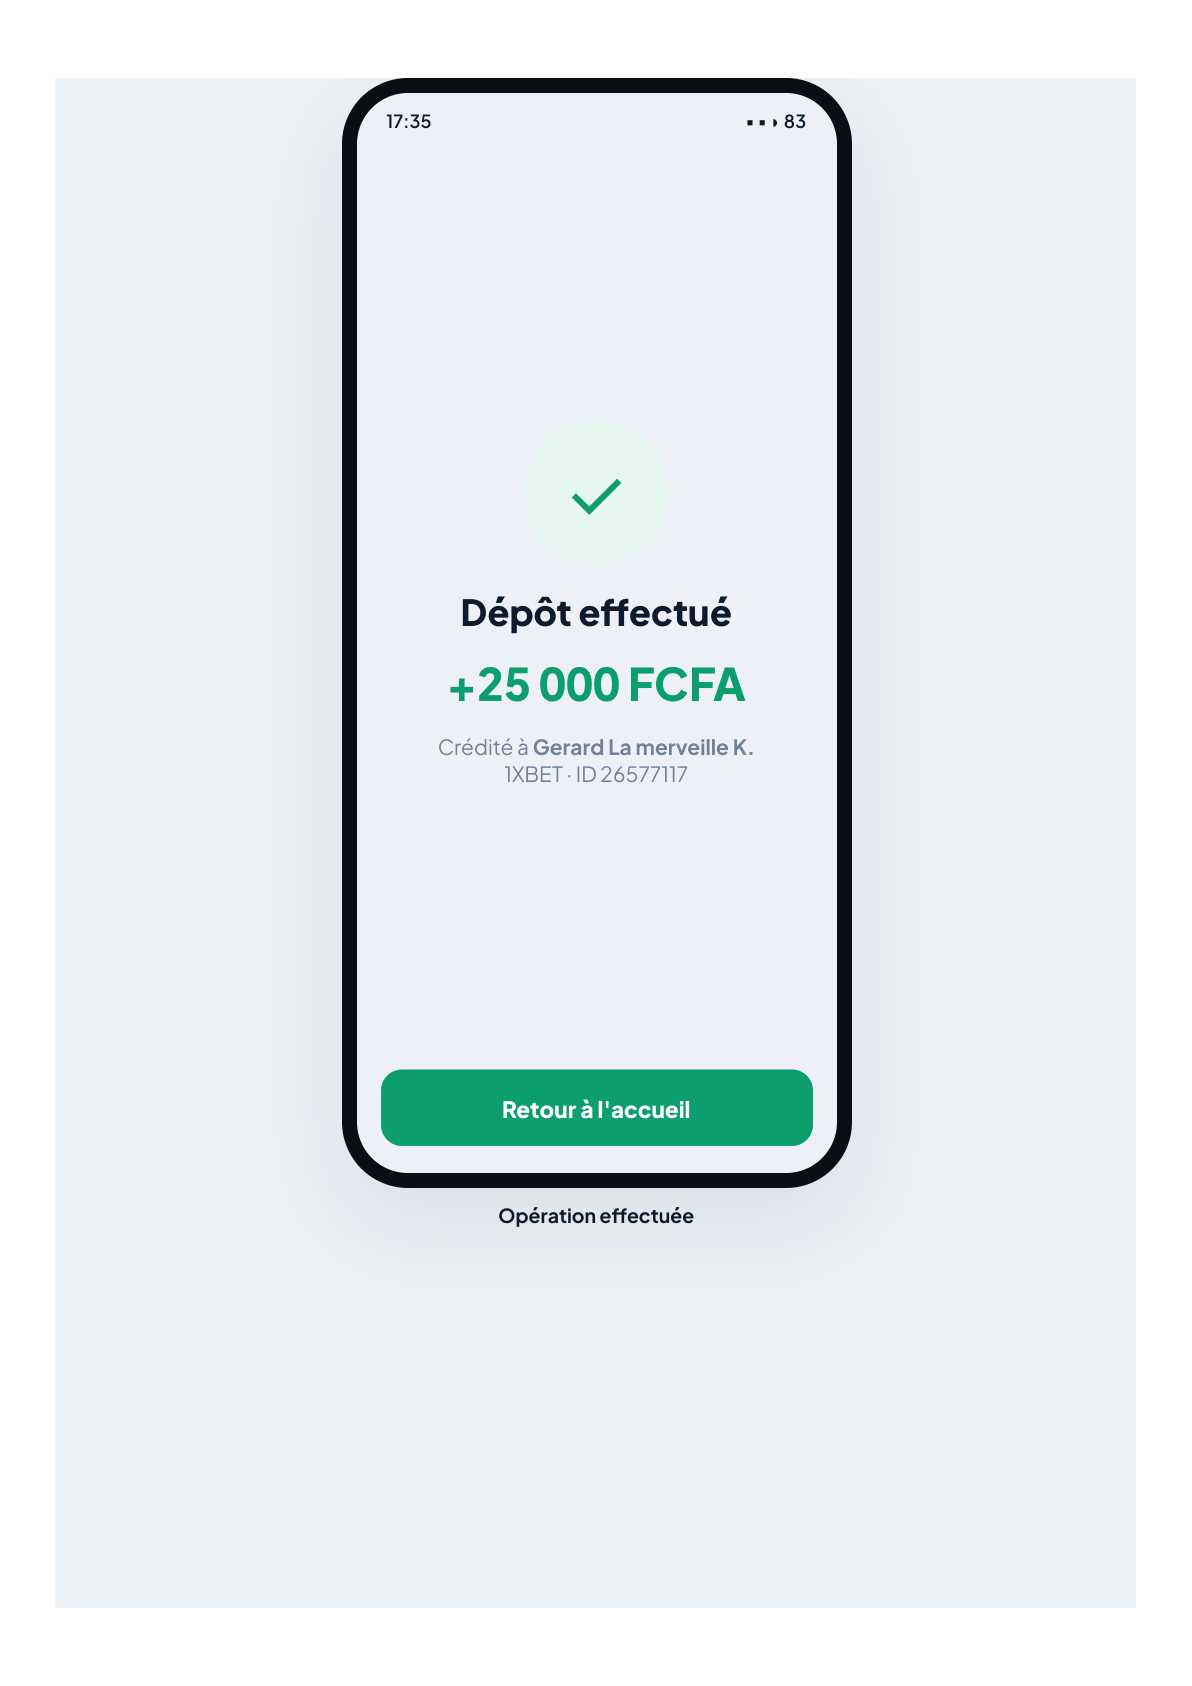 17:35
83
Dépôt effectué
+25 000 FCFA
Crédité à Gerard La merveille K.
1XBET · ID 26577117
Retour à l'accueil
Opération effectuée